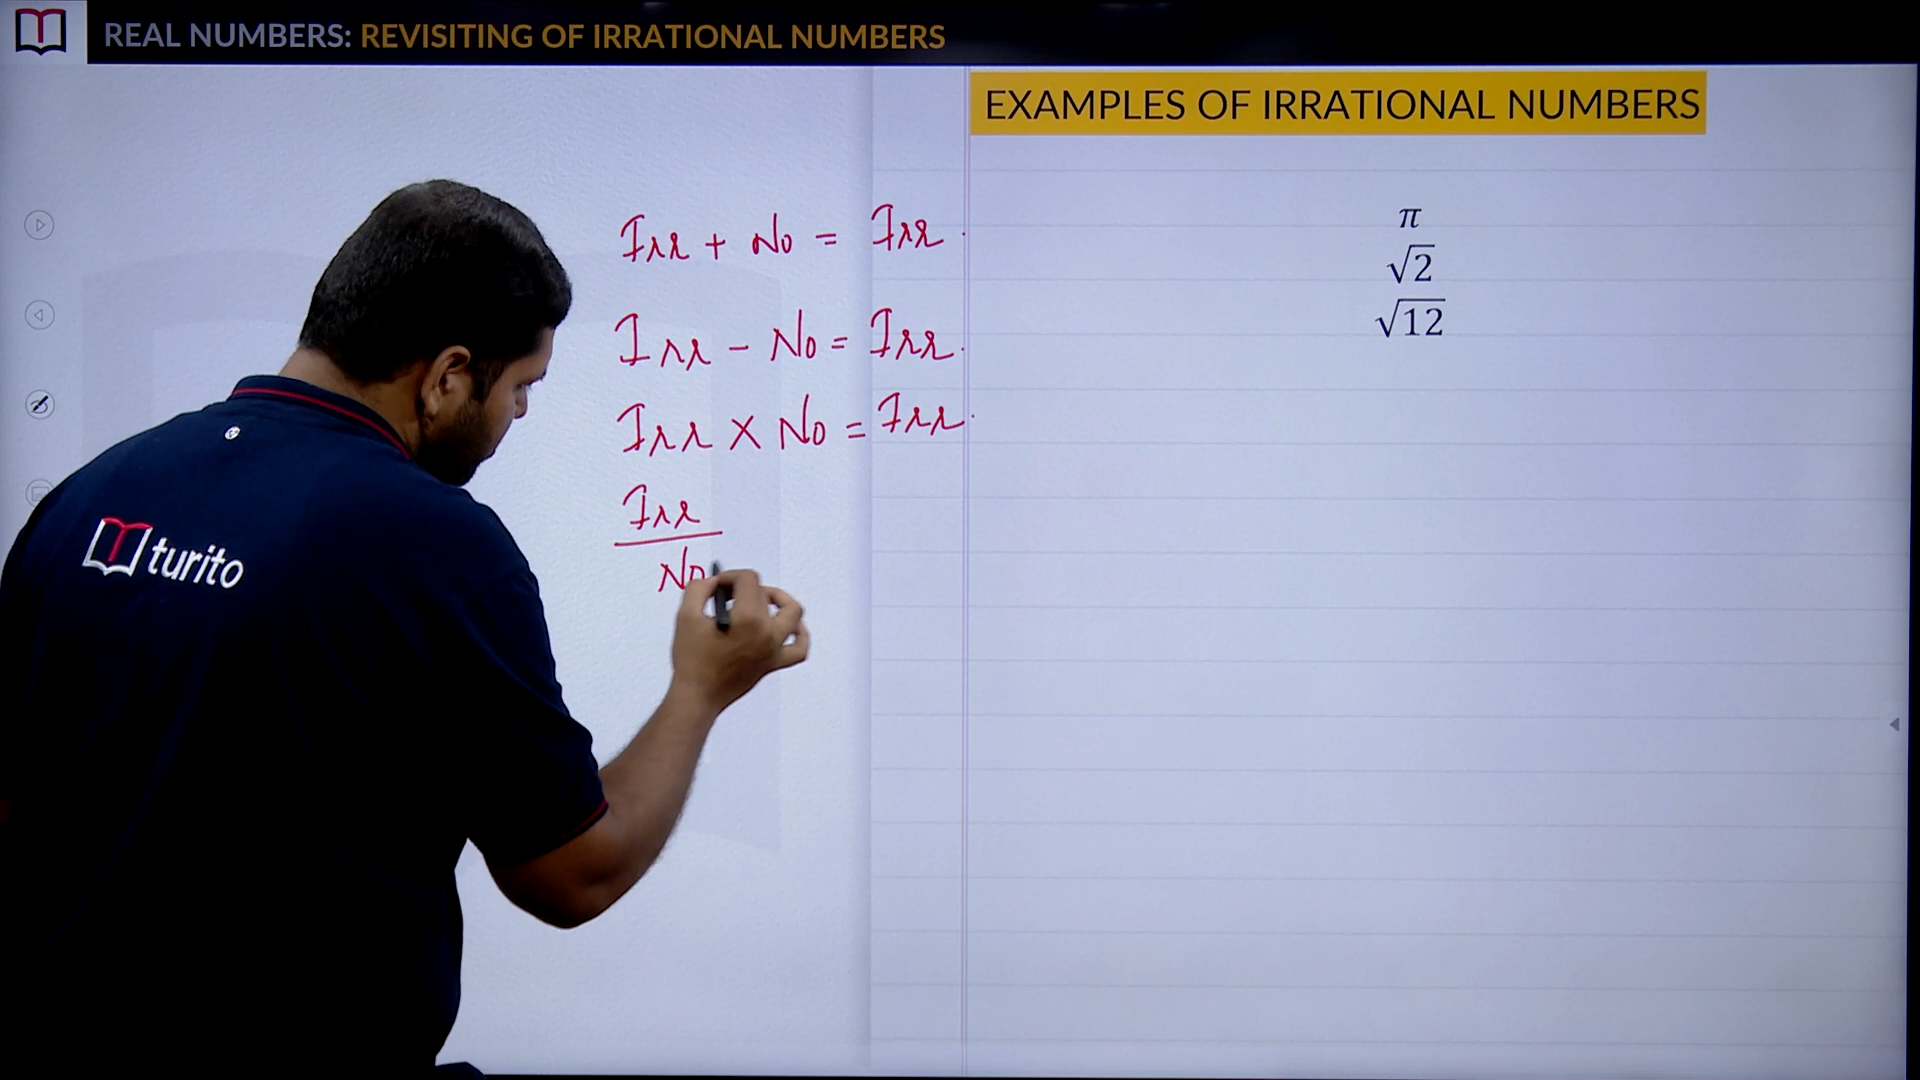 REAL NUMBERS: REVISITING OF IRRATIONAL NUMBERS
EXAMPLES OF IRRATIONAL NUMBERS
π
√2
√12
Irr + No = Irr.
Irr - No = Irr.
Irr × No = Irr.
Irr
No
turito